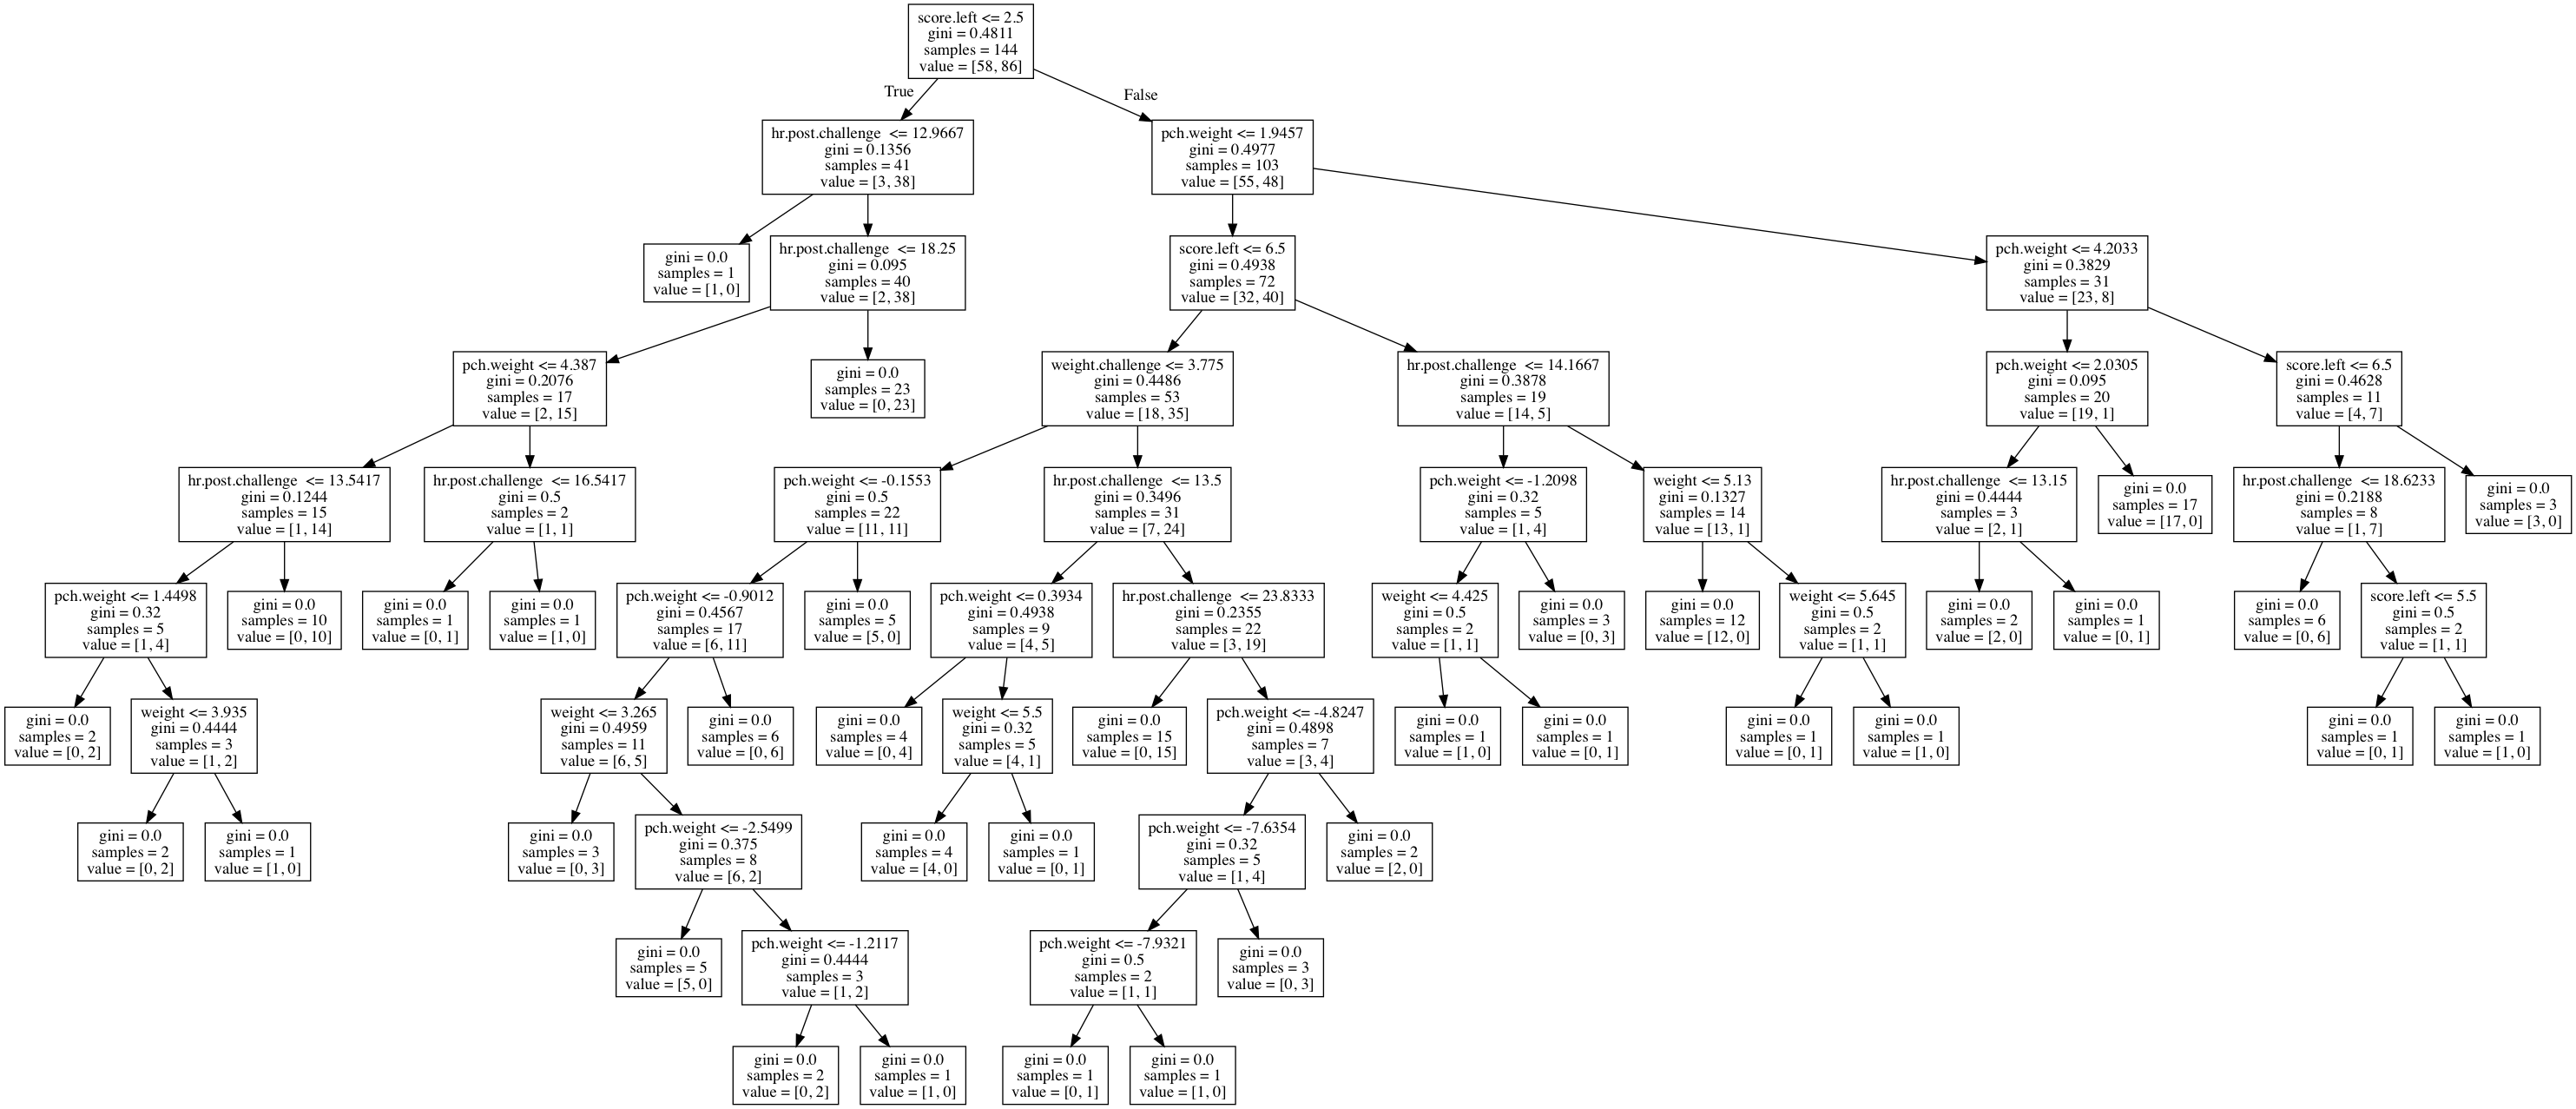 score.left <= 2.5
gini = 0.4811
samples = 144
value = [58, 86]
True
False
hr.post.challenge  <= 12.9667
gini = 0.1356
samples = 41
value = [3, 38]
pch.weight <= 1.9457
gini = 0.4977
samples = 103
value = [55, 48]
gini = 0.0
samples = 1
value = [1, 0]
hr.post.challenge  <= 18.25
gini = 0.095
samples = 40
value = [2, 38]
score.left <= 6.5
gini = 0.4938
samples = 72
value = [32, 40]
pch.weight <= 4.2033
gini = 0.3829
samples = 31
value = [23, 8]
pch.weight <= 4.387
gini = 0.2076
samples = 17
value = [2, 15]
gini = 0.0
samples = 23
value = [0, 23]
weight.challenge <= 3.775
gini = 0.4486
samples = 53
value = [18, 35]
hr.post.challenge  <= 14.1667
gini = 0.3878
samples = 19
value = [14, 5]
pch.weight <= 2.0305
gini = 0.095
samples = 20
value = [19, 1]
score.left <= 6.5
gini = 0.4628
samples = 11
value = [4, 7]
hr.post.challenge  <= 13.5417
gini = 0.1244
samples = 15
value = [1, 14]
hr.post.challenge  <= 16.5417
gini = 0.5
samples = 2
value = [1, 1]
pch.weight <= -0.1553
gini = 0.5
samples = 22
value = [11, 11]
hr.post.challenge  <= 13.5
gini = 0.3496
samples = 31
value = [7, 24]
pch.weight <= -1.2098
gini = 0.32
samples = 5
value = [1, 4]
weight <= 5.13
gini = 0.1327
samples = 14
value = [13, 1]
hr.post.challenge  <= 13.15
gini = 0.4444
samples = 3
value = [2, 1]
gini = 0.0
samples = 17
value = [17, 0]
hr.post.challenge  <= 18.6233
gini = 0.2188
samples = 8
value = [1, 7]
gini = 0.0
samples = 3
value = [3, 0]
pch.weight <= 1.4498
gini = 0.32
samples = 5
value = [1, 4]
gini = 0.0
samples = 10
value = [0, 10]
gini = 0.0
samples = 1
value = [0, 1]
gini = 0.0
samples = 1
value = [1, 0]
pch.weight <= -0.9012
gini = 0.4567
samples = 17
value = [6, 11]
gini = 0.0
samples = 5
value = [5, 0]
pch.weight <= 0.3934
gini = 0.4938
samples = 9
value = [4, 5]
hr.post.challenge  <= 23.8333
gini = 0.2355
samples = 22
value = [3, 19]
weight <= 4.425
gini = 0.5
samples = 2
value = [1, 1]
gini = 0.0
samples = 3
value = [0, 3]
gini = 0.0
samples = 12
value = [12, 0]
weight <= 5.645
gini = 0.5
samples = 2
value = [1, 1]
gini = 0.0
samples = 2
value = [2, 0]
gini = 0.0
samples = 1
value = [0, 1]
gini = 0.0
samples = 6
value = [0, 6]
score.left <= 5.5
gini = 0.5
samples = 2
value = [1, 1]
gini = 0.0
samples = 2
value = [0, 2]
weight <= 3.935
gini = 0.4444
samples = 3
value = [1, 2]
weight <= 3.265
gini = 0.4959
samples = 11
value = [6, 5]
gini = 0.0
samples = 6
value = [0, 6]
gini = 0.0
samples = 4
value = [0, 4]
weight <= 5.5
gini = 0.32
samples = 5
value = [4, 1]
gini = 0.0
samples = 15
value = [0, 15]
pch.weight <= -4.8247
gini = 0.4898
samples = 7
value = [3, 4]
gini = 0.0
samples = 1
value = [1, 0]
gini = 0.0
samples = 1
value = [0, 1]
gini = 0.0
samples = 1
value = [0, 1]
gini = 0.0
samples = 1
value = [1, 0]
gini = 0.0
samples = 1
value = [0, 1]
gini = 0.0
samples = 1
value = [1, 0]
gini = 0.0
samples = 2
value = [0, 2]
gini = 0.0
samples = 1
value = [1, 0]
gini = 0.0
samples = 3
value = [0, 3]
pch.weight <= -2.5499
gini = 0.375
samples = 8
value = [6, 2]
gini = 0.0
samples = 4
value = [4, 0]
gini = 0.0
samples = 1
value = [0, 1]
pch.weight <= -7.6354
gini = 0.32
samples = 5
value = [1, 4]
gini = 0.0
samples = 2
value = [2, 0]
gini = 0.0
samples = 5
value = [5, 0]
pch.weight <= -1.2117
gini = 0.4444
samples = 3
value = [1, 2]
pch.weight <= -7.9321
gini = 0.5
samples = 2
value = [1, 1]
gini = 0.0
samples = 3
value = [0, 3]
gini = 0.0
samples = 2
value = [0, 2]
gini = 0.0
samples = 1
value = [1, 0]
gini = 0.0
samples = 1
value = [0, 1]
gini = 0.0
samples = 1
value = [1, 0]